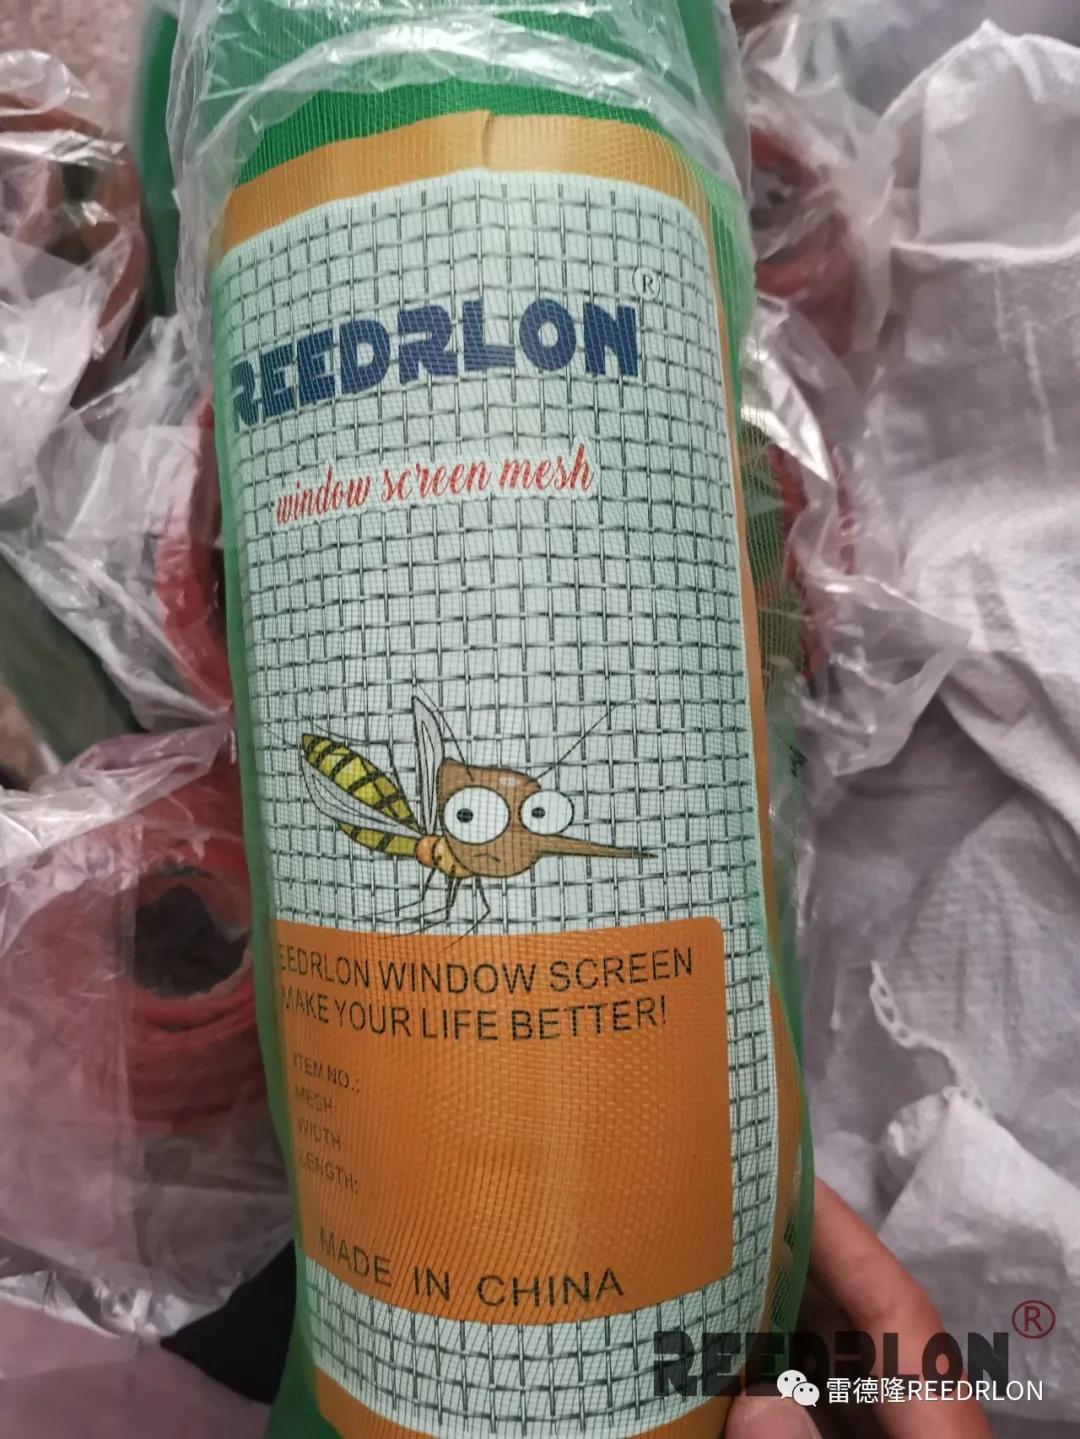 REEDRLON®
window screen mesh
EEDRLON WINDOW SCREEN
MAKE YOUR LIFE BETTER!
ITEM NO.:
MESH:
WIDTH
LENGTH:
MADE IN CHINA
REEDRLON®
雷德隆REEDRLON